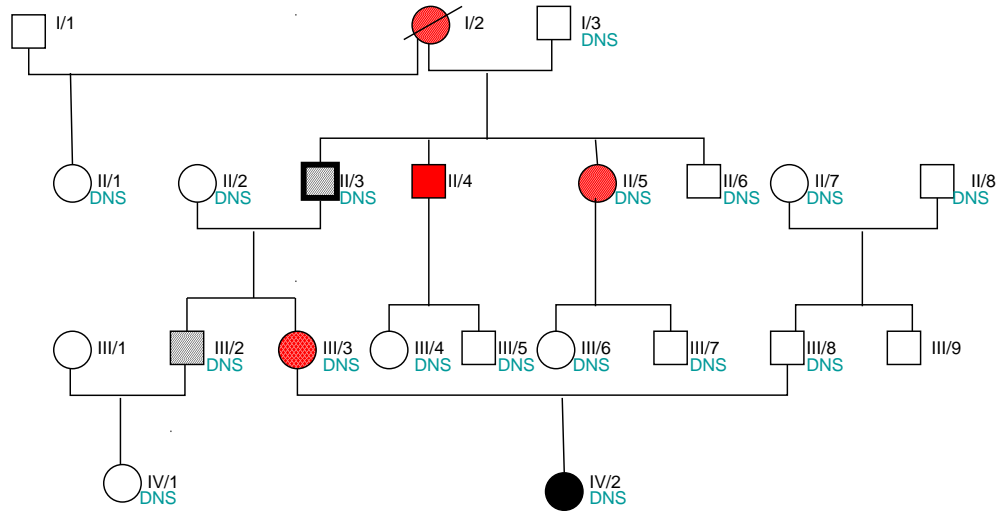 I/1
I/2
I/3
DNS
II/1
DNS
II/2
DNS
II/3
DNS
II/4
II/5
DNS
II/6
DNS
II/7
DNS
II/8
DNS
III/1
III/2
DNS
III/3
DNS
III/4
DNS
III/5
DNS
III/6
DNS
III/7
DNS
III/8
DNS
III/9
IV/1
DNS
IV/2
DNS